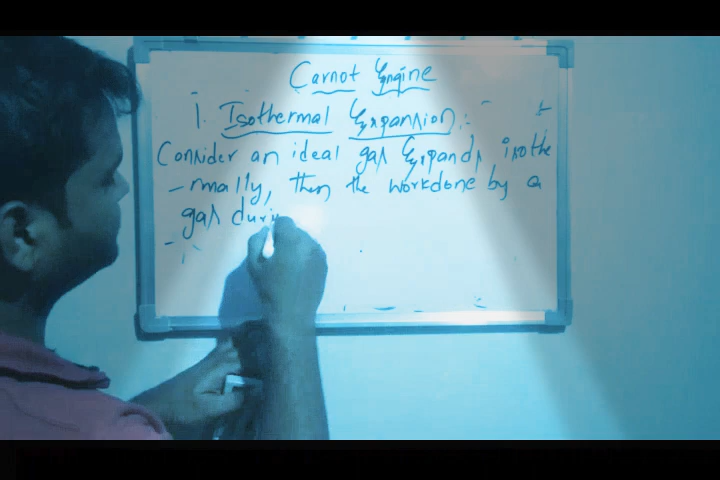 Carnot Engine
1. Isothermal Expansion :-
Consider an ideal gas Expands isothe
-rmally, then the workdone by a
gas duri